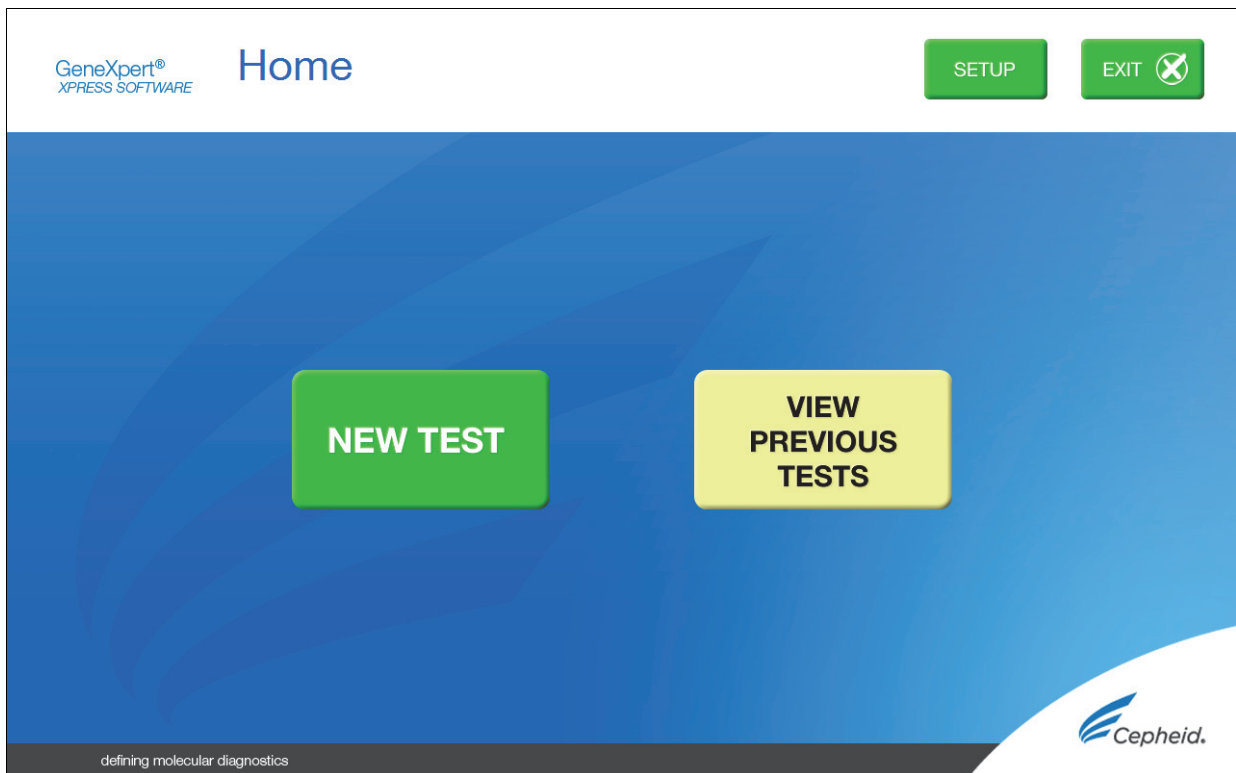 GeneXpert®
XPRESS SOFTWARE
Home
SETUP
EXIT
NEW TEST
VIEW
PREVIOUS
TESTS
Cepheid.
defining molecular diagnostics